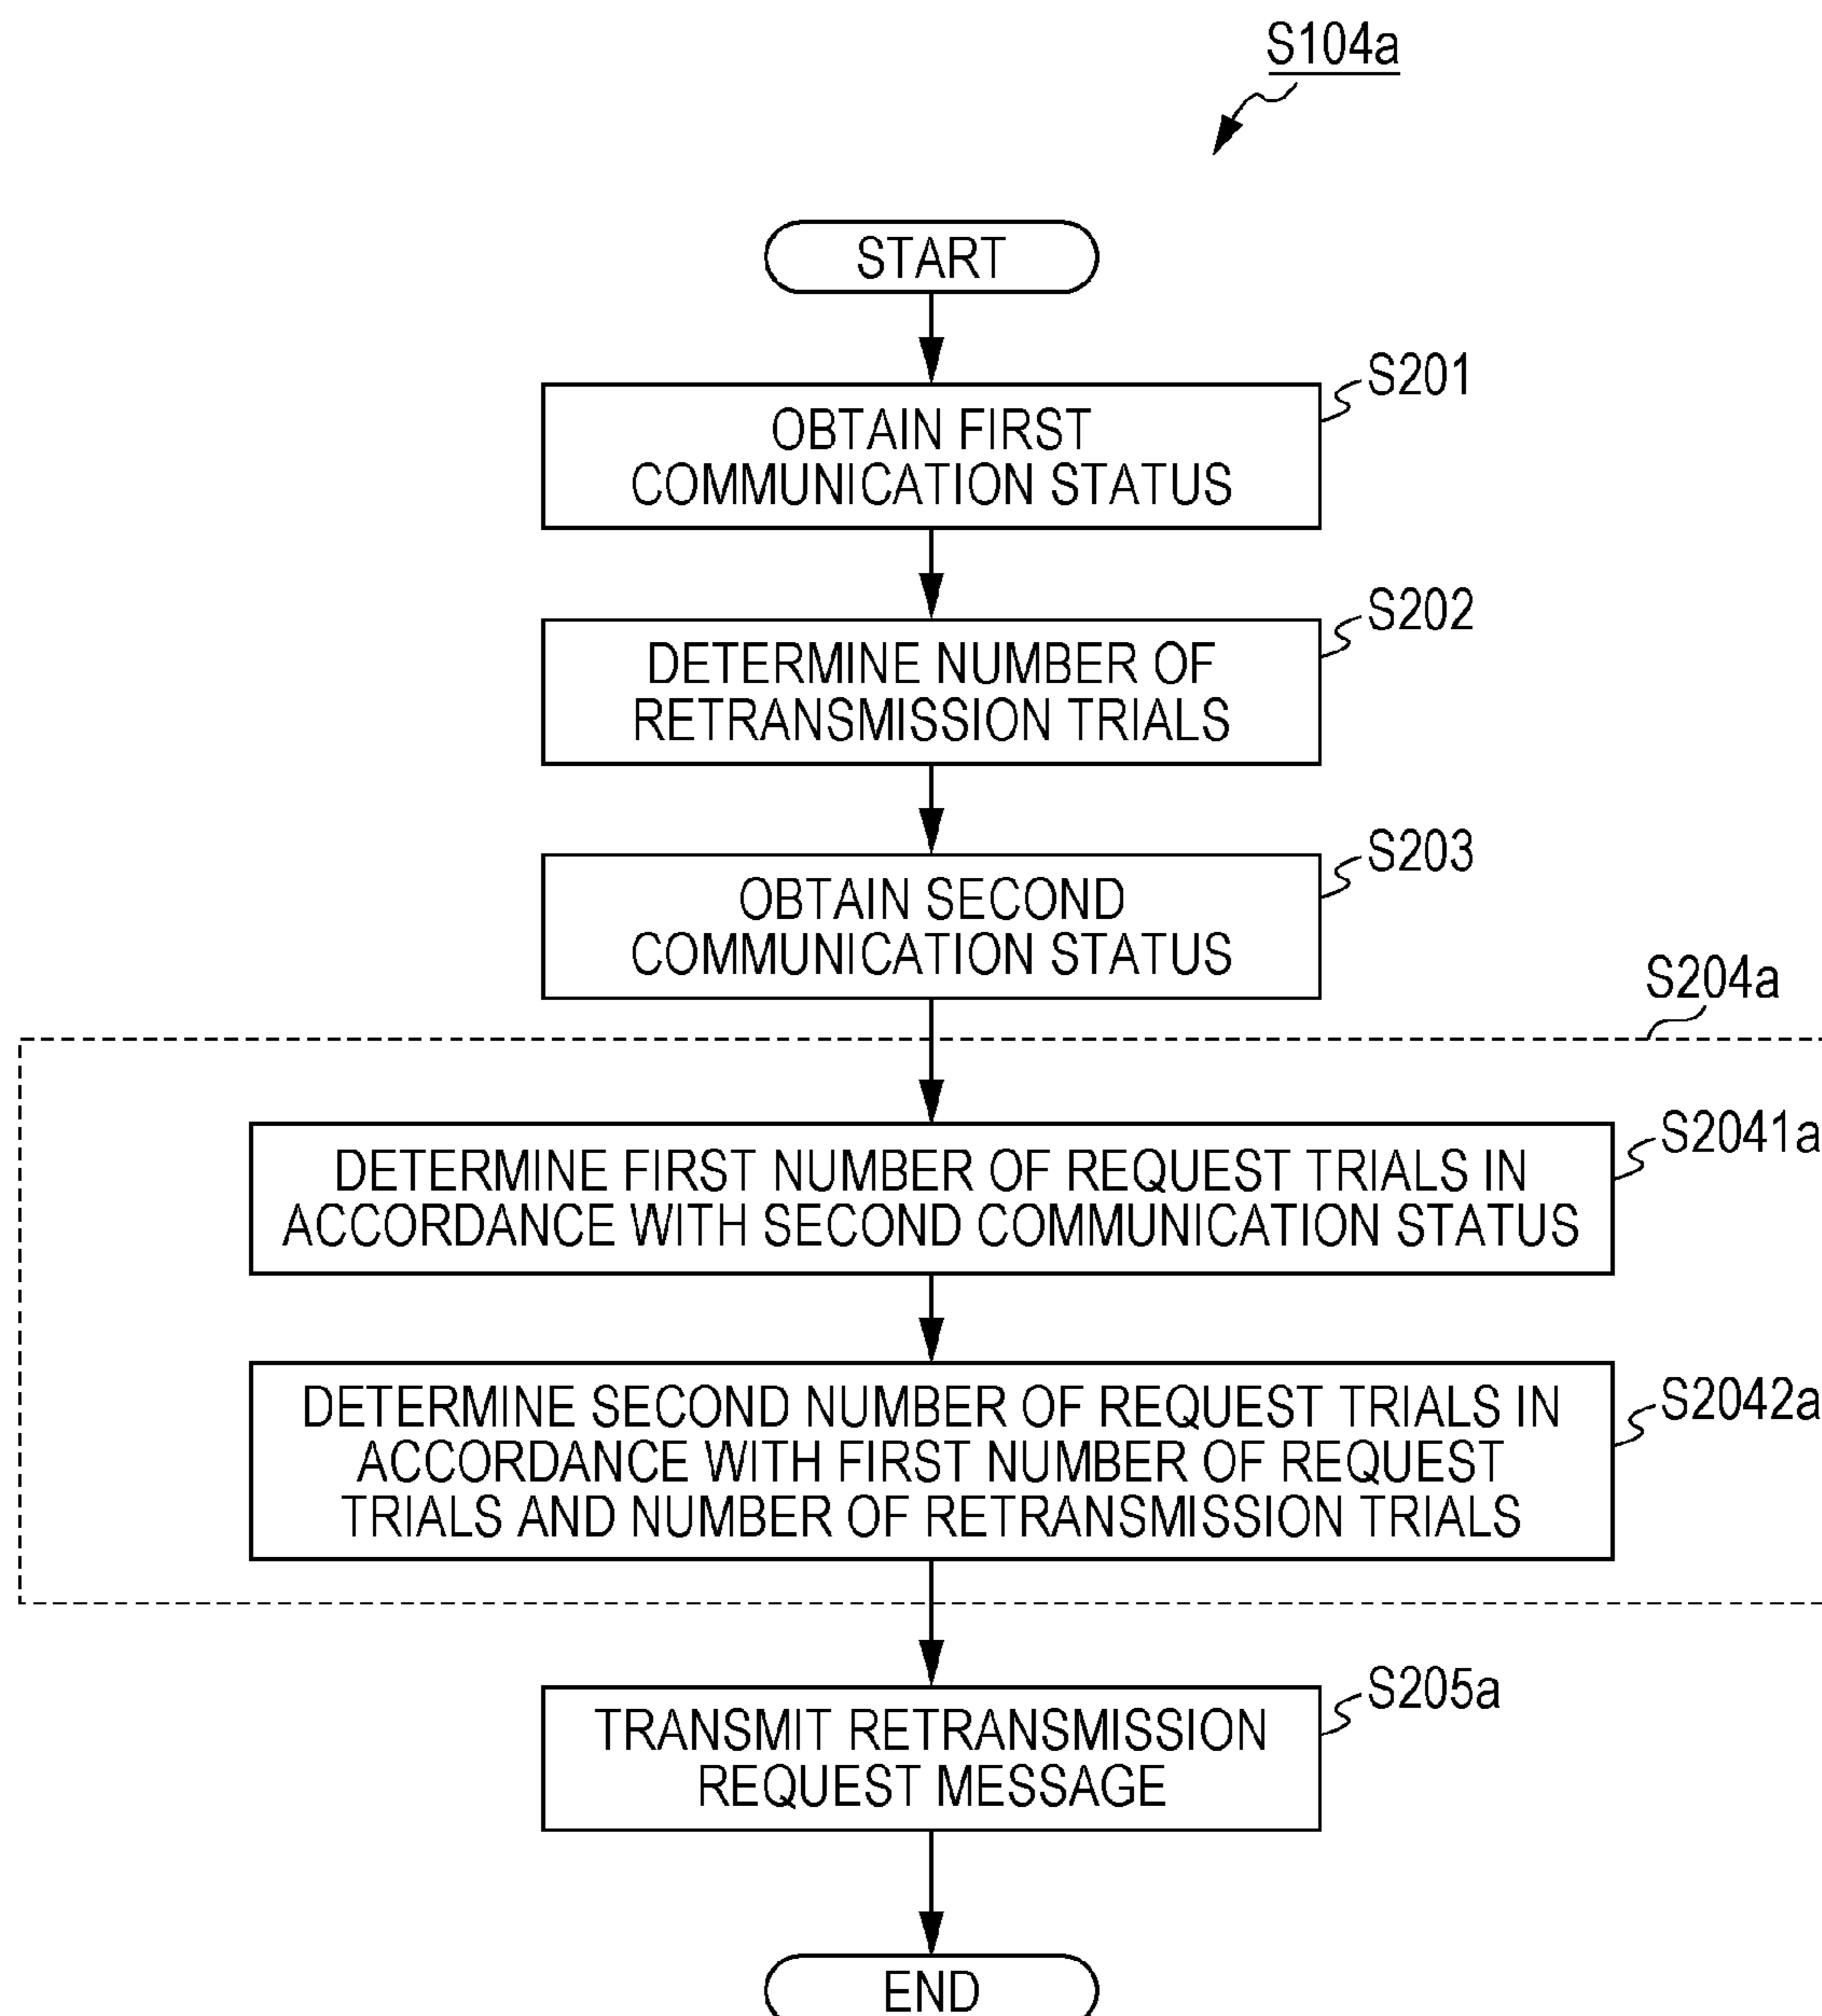 S104a
START
S201
OBTAIN FIRST
COMMUNICATION STATUS
S202
DETERMINE NUMBER OF
RETRANSMISSION TRIALS
S203
OBTAIN SECOND
COMMUNICATION STATUS
S204a
S2041a
DETERMINE FIRST NUMBER OF REQUEST TRIALS IN
ACCORDANCE WITH SECOND COMMUNICATION STATUS
S2042a
DETERMINE SECOND NUMBER OF REQUEST TRIALS IN
ACCORDANCE WITH FIRST NUMBER OF REQUEST
TRIALS AND NUMBER OF RETRANSMISSION TRIALS
S205a
TRANSMIT RETRANSMISSION
REQUEST MESSAGE
END